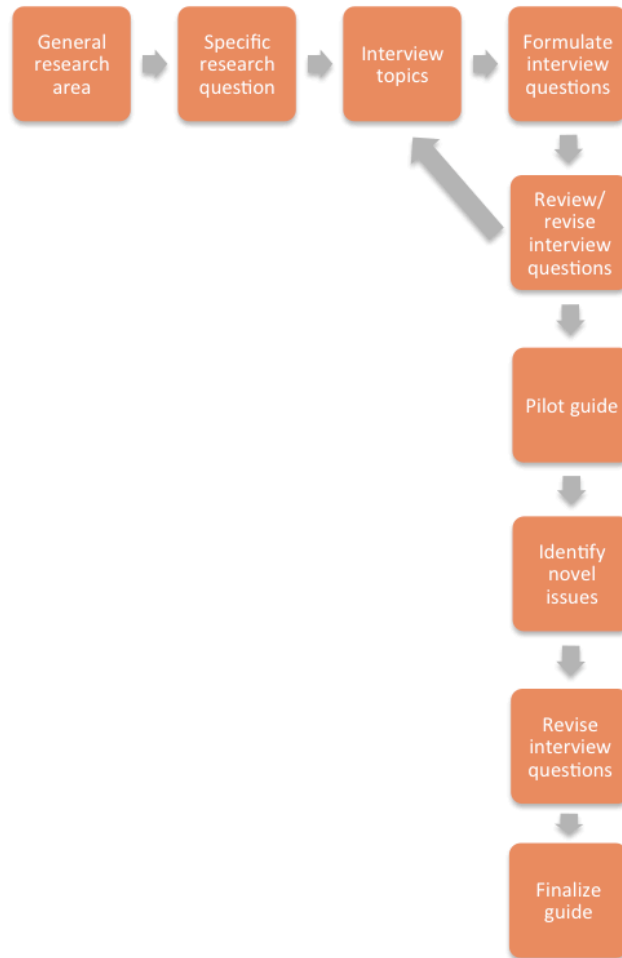 General
research
area
Specific
research
question
Interview
topics
Formulate
interview
questions
Review/
revise
interview
questions
Pilot guide
Identify
novel
issues
Revise
interview
questions
Finalize
guide